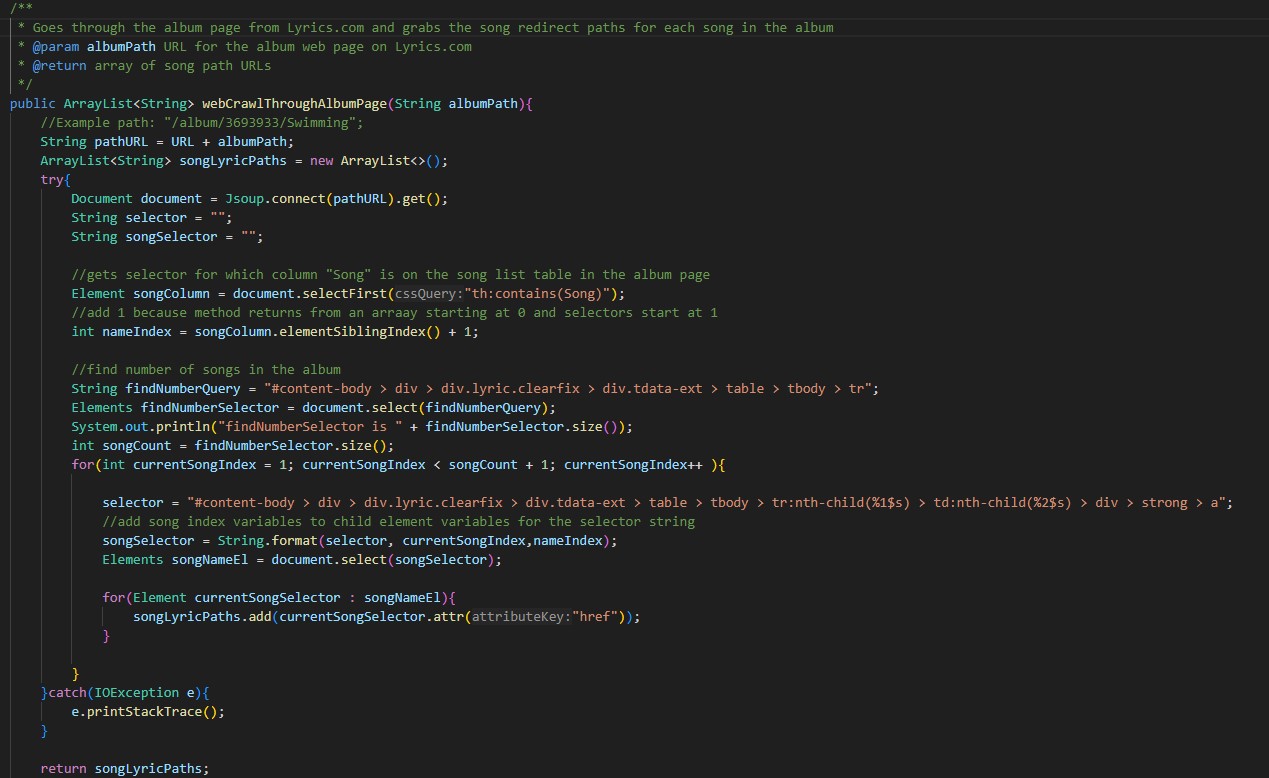 /**
 * Goes through the album page from Lyrics.com and grabs the song redirect paths for each song in the album
 * @param albumPath URL for the album web page on Lyrics.com
 * @return array of song path URLs
 */
public ArrayList<String> webCrawlThroughAlbumPage(String albumPath){
    //Example path: "/album/3693933/Swimming";
    String pathURL = URL + albumPath;
    ArrayList<String> songLyricPaths = new ArrayList<>();
    try{
        Document document = Jsoup.connect(pathURL).get();
        String selector = "";
        String songSelector = "";

        //gets selector for which column "Song" is on the song list table in the album page
        Element songColumn = document.selectFirst(cssQuery:"th:contains(Song)");
        //add 1 because method returns from an arraay starting at 0 and selectors start at 1
        int nameIndex = songColumn.elementSiblingIndex() + 1;

        //find number of songs in the album
        String findNumberQuery = "#content-body > div > div.lyric.clearfix > div.tdata-ext > table > tbody > tr";
        Elements findNumberSelector = document.select(findNumberQuery);
        System.out.println("findNumberSelector is " + findNumberSelector.size());
        int songCount = findNumberSelector.size();
        for(int currentSongIndex = 1; currentSongIndex < songCount + 1; currentSongIndex++ ){

            selector = "#content-body > div > div.lyric.clearfix > div.tdata-ext > table > tbody > tr:nth-child(%1$s) > td:nth-child(%2$s) > div > strong > a";
            //add song index variables to child element variables for the selector string
            songSelector = String.format(selector, currentSongIndex,nameIndex);
            Elements songNameEl = document.select(songSelector);

            for(Element currentSongSelector : songNameEl){
                songLyricPaths.add(currentSongSelector.attr(attributeKey:"href"));
            }

        }
    }catch(IOException e){
        e.printStackTrace();
    }

    return songLyricPaths;